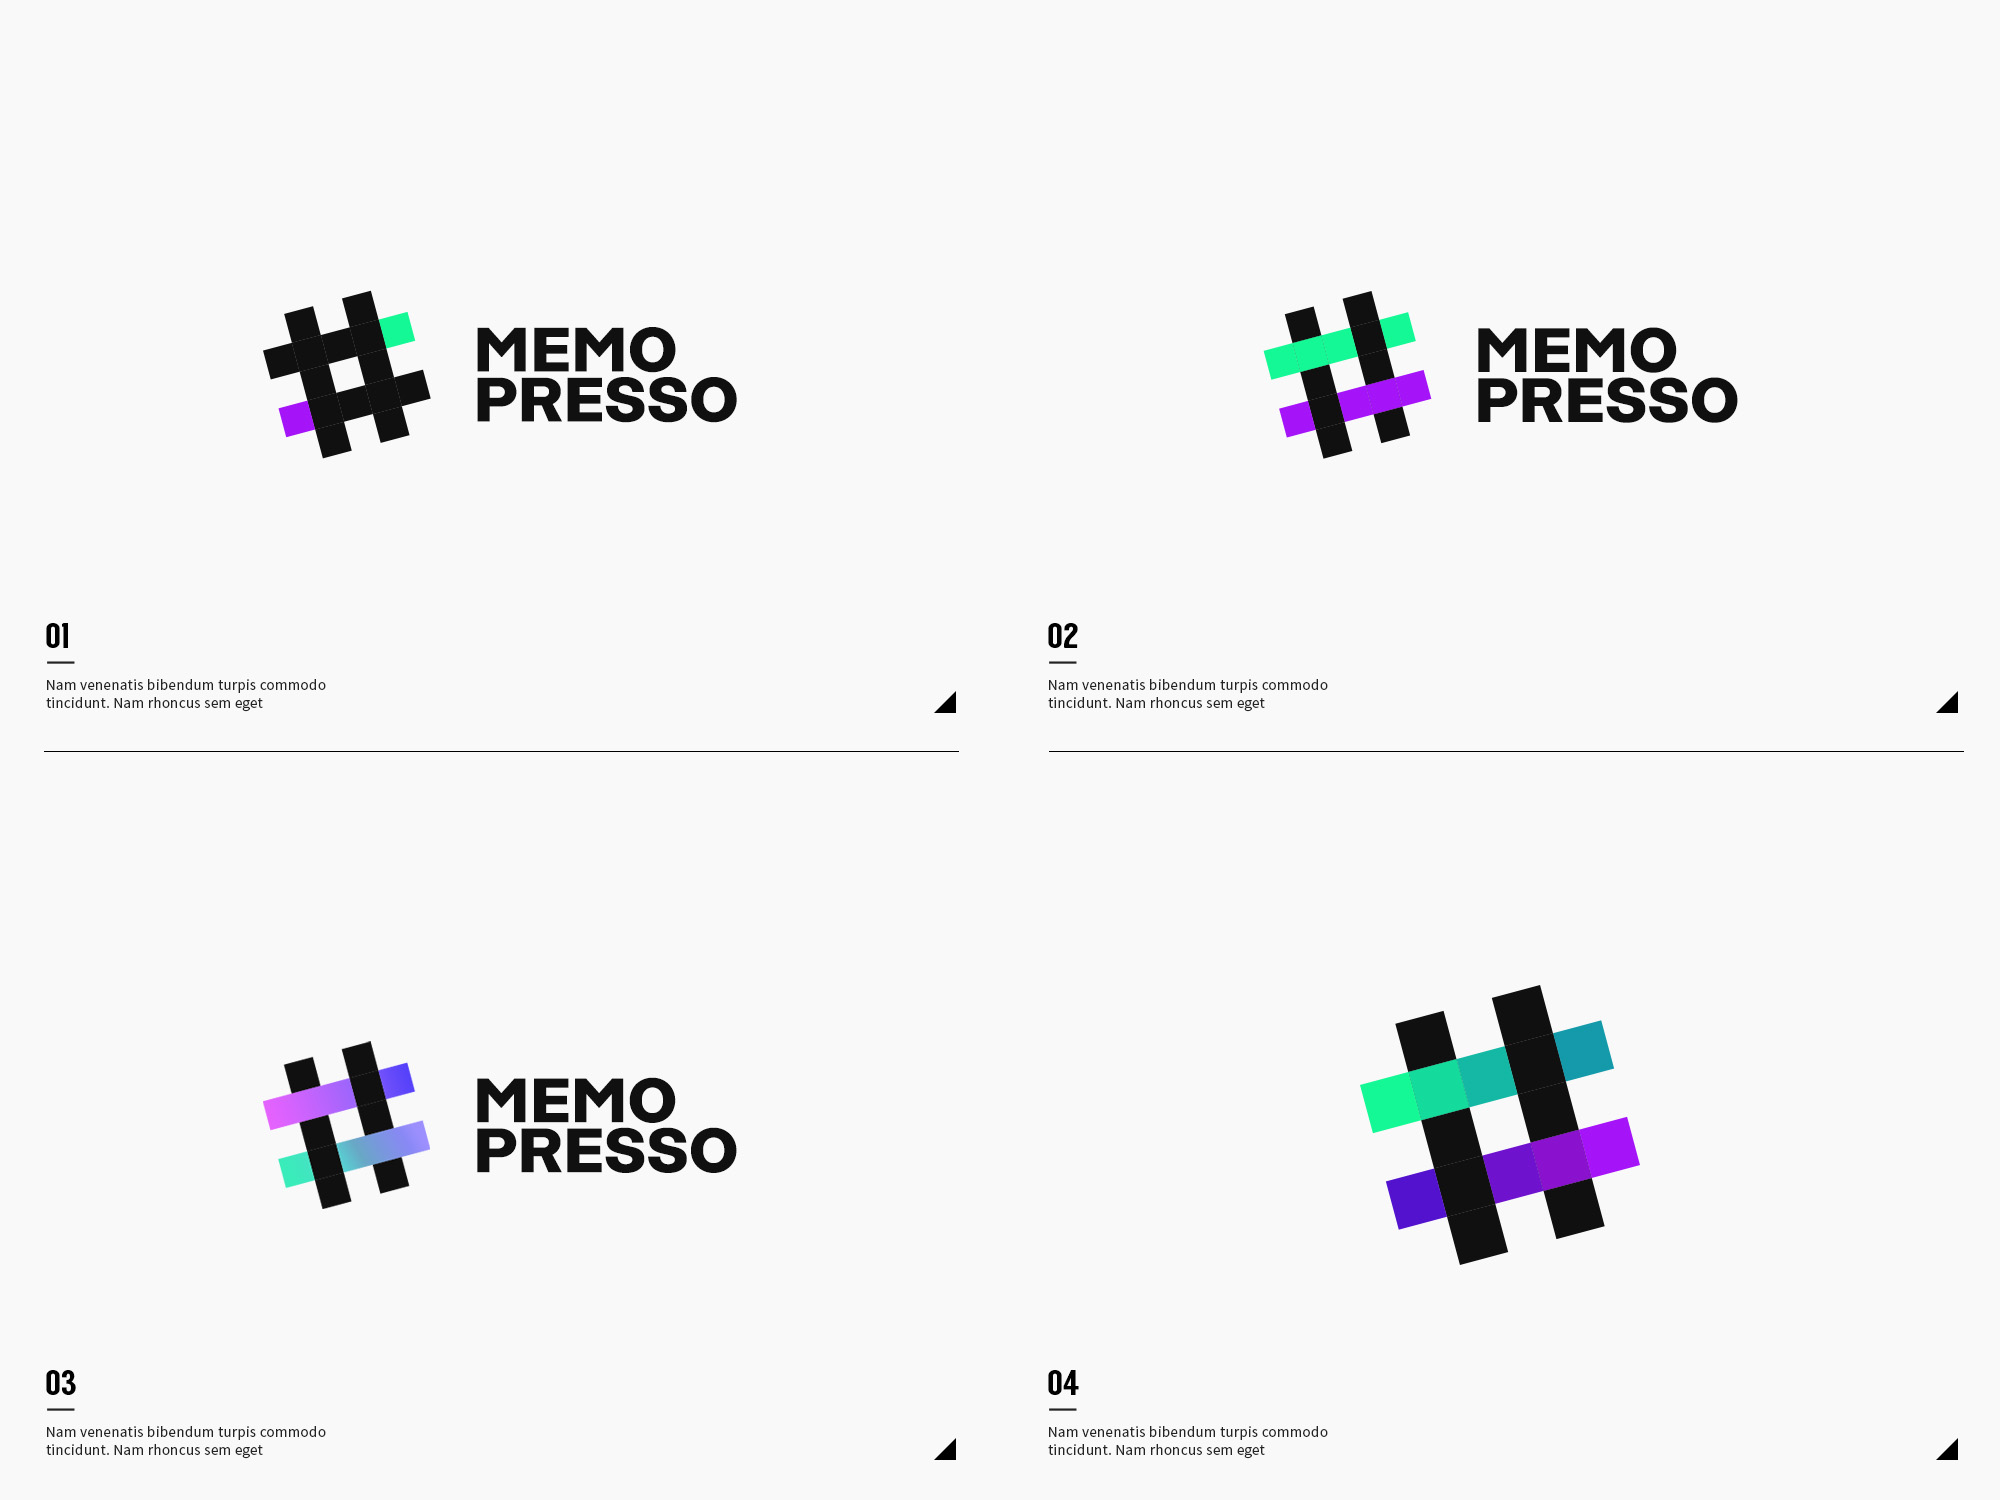 MEMO
PRESSO
01
Nam venenatis bibendum turpis commodo
tincidunt. Nam rhoncus sem eget
MEMO
PRESSO
02
Nam venenatis bibendum turpis commodo
tincidunt. Nam rhoncus sem eget
MEMO
PRESSO
03
Nam venenatis bibendum turpis commodo
tincidunt. Nam rhoncus sem eget
04
Nam venenatis bibendum turpis commodo
tincidunt. Nam rhoncus sem eget